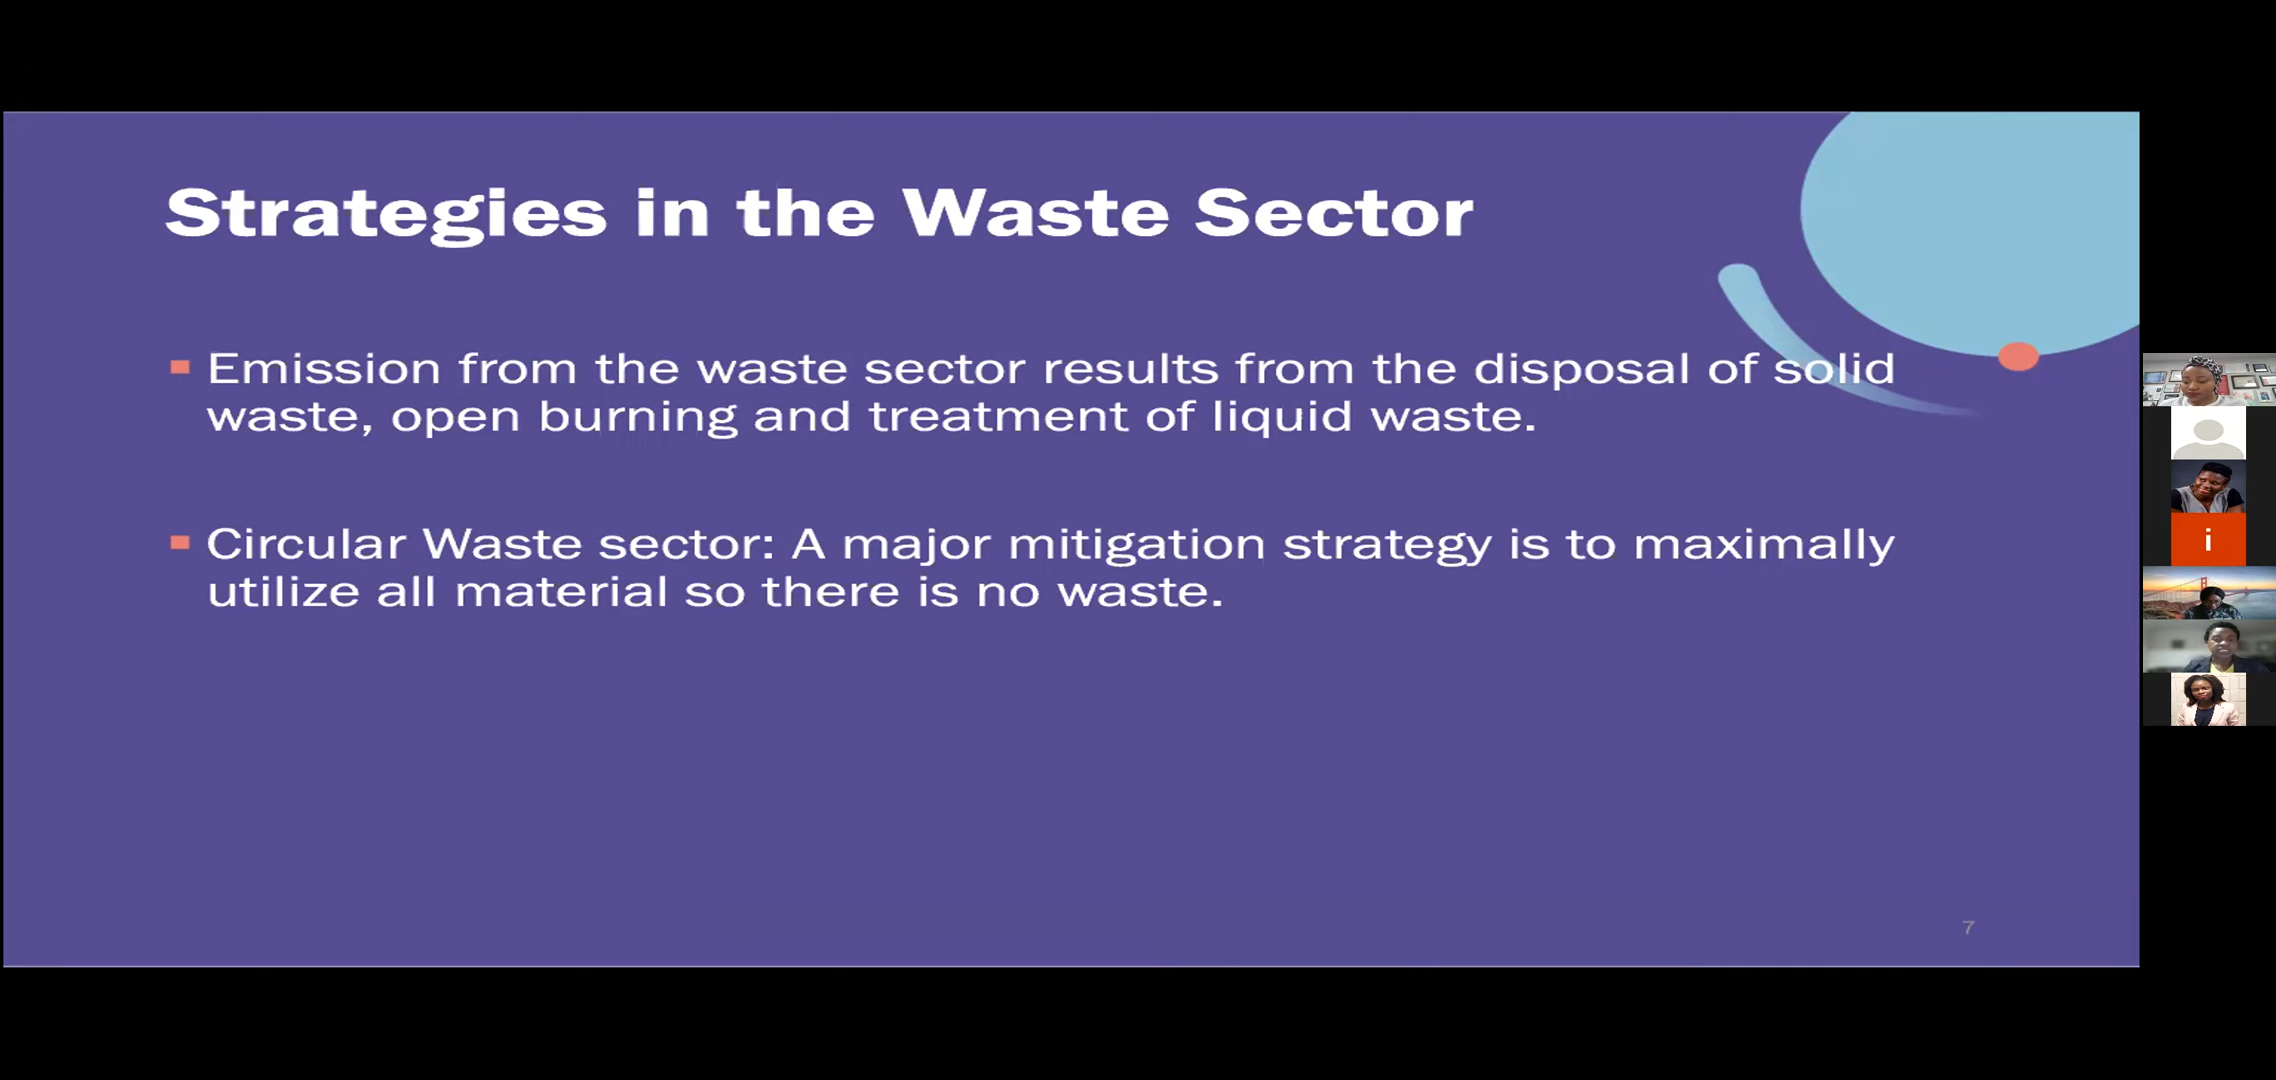 Strategies in the Waste Sector
Emission from the waste sector results from the disposal of solid
waste, open burning and treatment of liquid waste.
Circular Waste sector: A major mitigation strategy is to maximally
utilize all material so there is no waste.
7
i